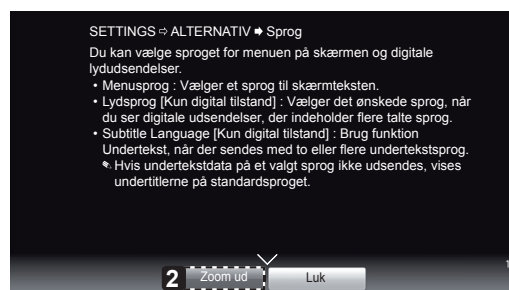 SETTINGS ⇨ ALTERNATIV ➡ Sprog
Du kan vælge sproget for menuen på skærmen og digitale
lydudsendelser.
• Menusprog : Vælger et sprog til skærmteksten.
• Lydsprog [Kun digital tilstand] : Vælger det ønskede sprog, når
du ser digitale udsendelser, der indeholder flere talte sprog.
• Subtitle Language [Kun digital tilstand] : Brug funktion
Undertekst, når der sendes med to eller flere undertekstsprog.
✎ Hvis undertekstdata på et valgt sprog ikke udsendes, vises
undertitlerne på standardsproget.
2 Zoom ud Luk